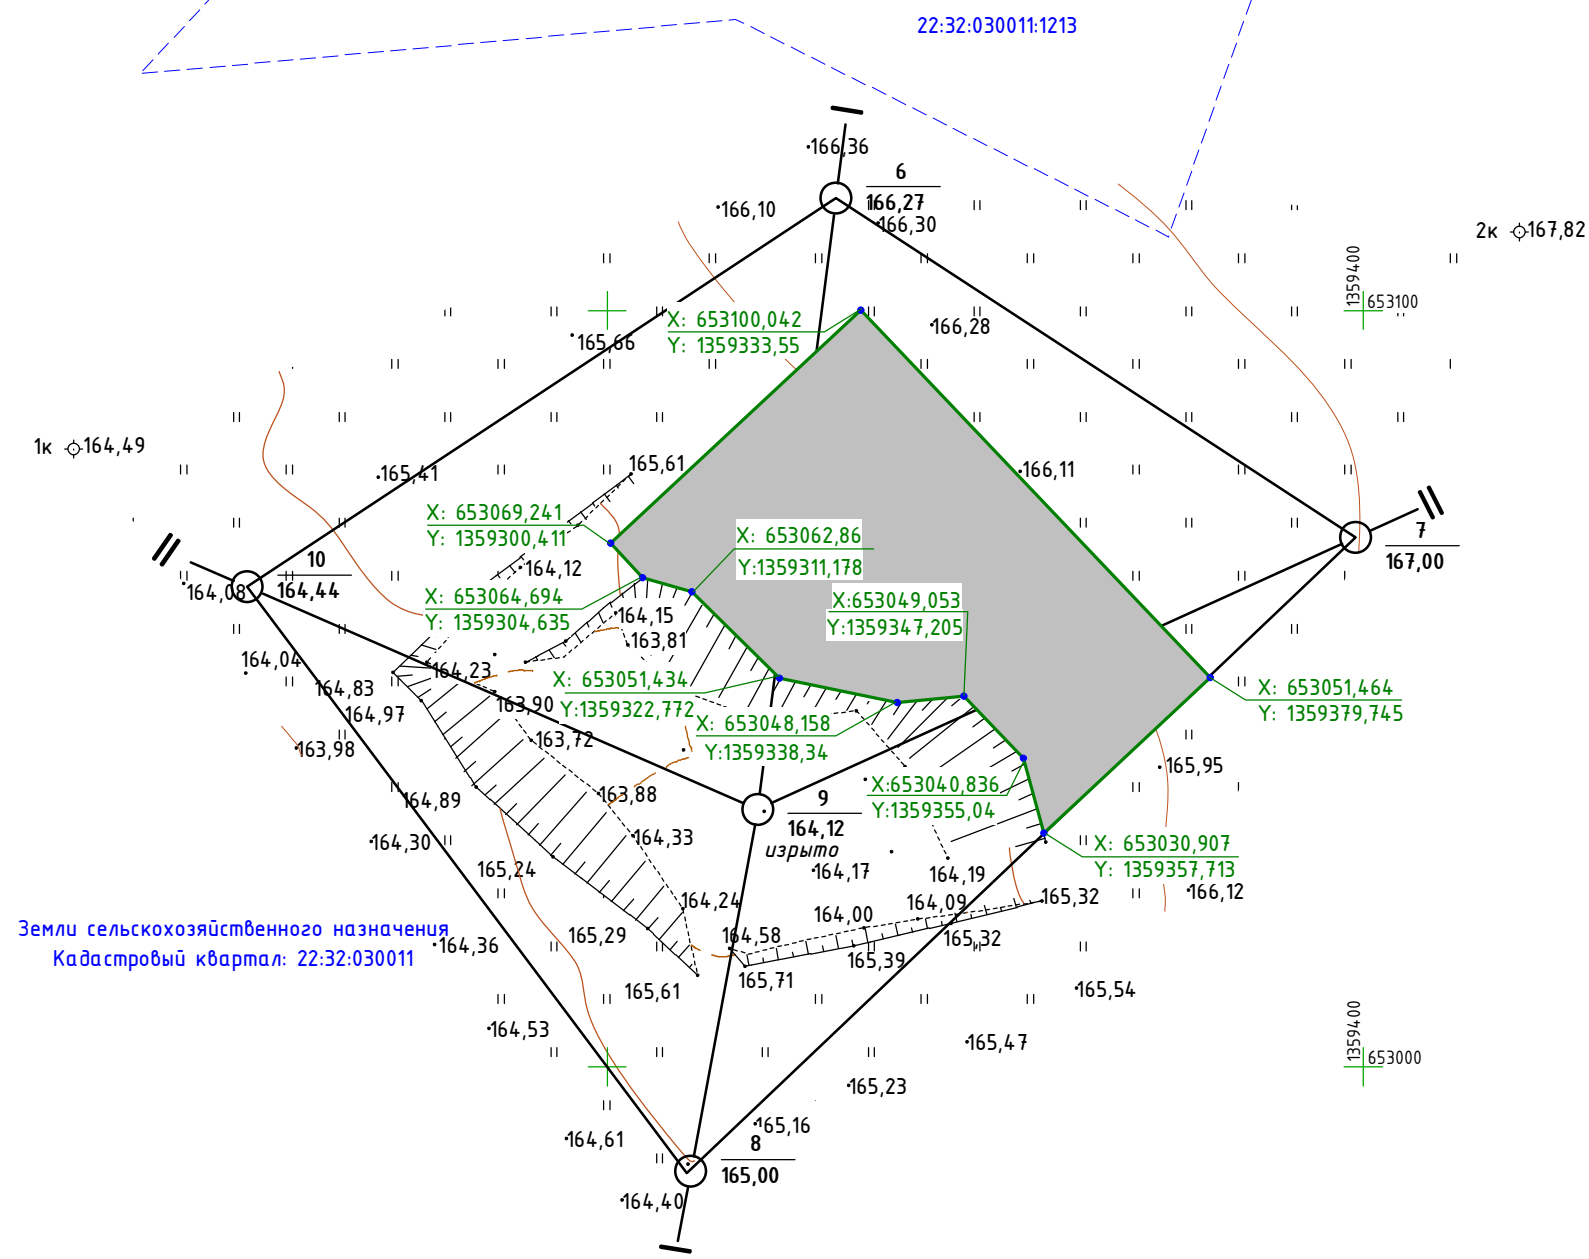 22:32:030011:1213
166,36
6
166,27
166,10
166,30
2к
167,82
1359400
653100
X: 653100,042
Y: 1359333,55
166,28
165,66
1к
164,49
165,41
165,61
166,11
X: 653069,241
Y: 1359300,411
X: 653062,86
Y:1359311,178
7
167,00
10
164,44
164,08
164,12
X: 653064,694
Y: 1359304,635
X:653049,053
Y:1359347,205
164,15
163,81
164,04
164,23
164,83
X: 653051,434
Y:1359322,772
X: 653051,464
Y: 1359379,745
163,90
164,97
X: 653048,158
Y:1359338,34
163,98
163,72
165,95
X:653040,836
Y:1359355,04
164,89
163,88
9
164,12
изрыто
164,30
164,33
X: 653030,907
Y: 1359357,713
165,24
164,17
164,19
166,12
165,32
164,24
164,09
164,00
Земли сельскохозяйственного назначения
Кадастровый квартал: 22:32:030011
164,36
165,29
164,58
165,32
165,39
165,71
165,61
165,54
164,53
165,47
1359400
653000
165,23
165,16
164,61
8
165,00
164,40